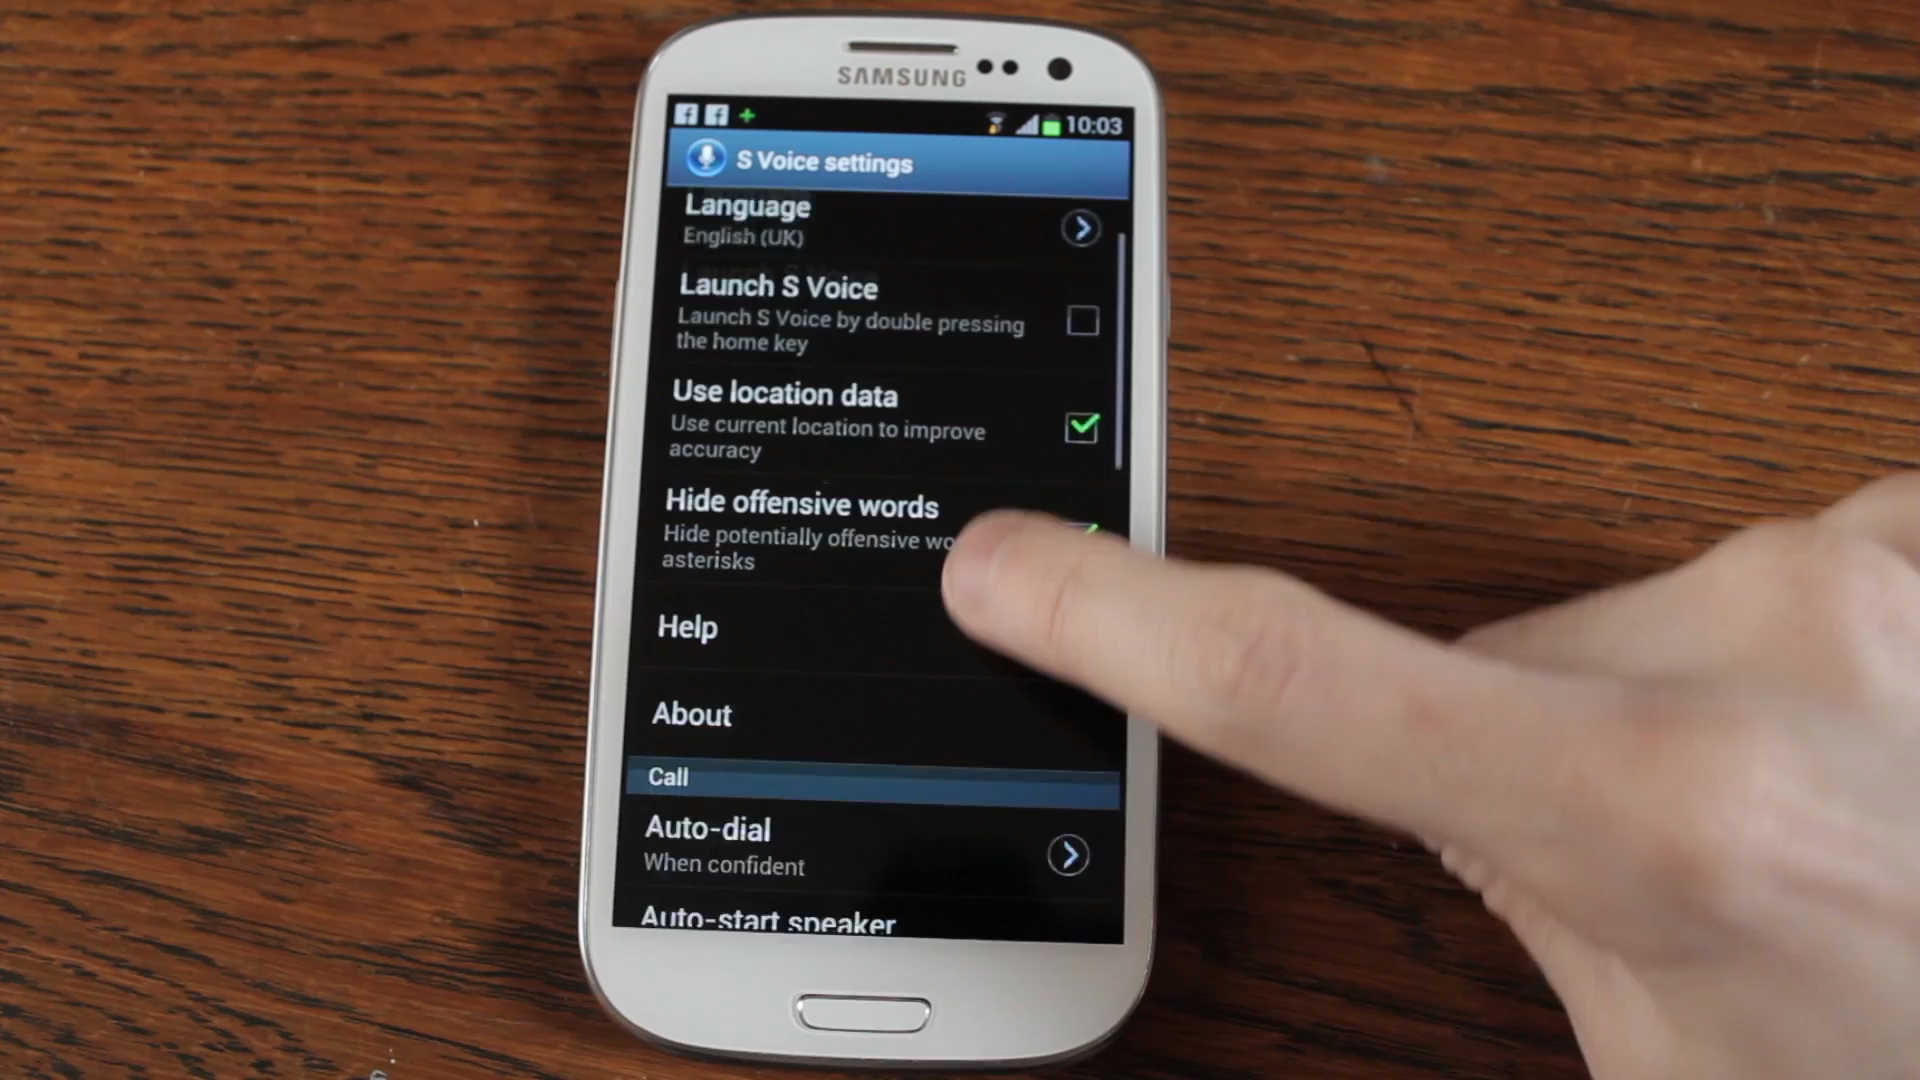 SAMSUNG
10:03
S Voice settings
Language
English (UK)
Launch S Voice
Launch S Voice by double pressing
the home key
Use location data
Use current location to improve
accuracy
Hide offensive words
Hide potentially offensive
asterisks
Help
About
Call
Auto-dial
When confident
Auto-start speaker